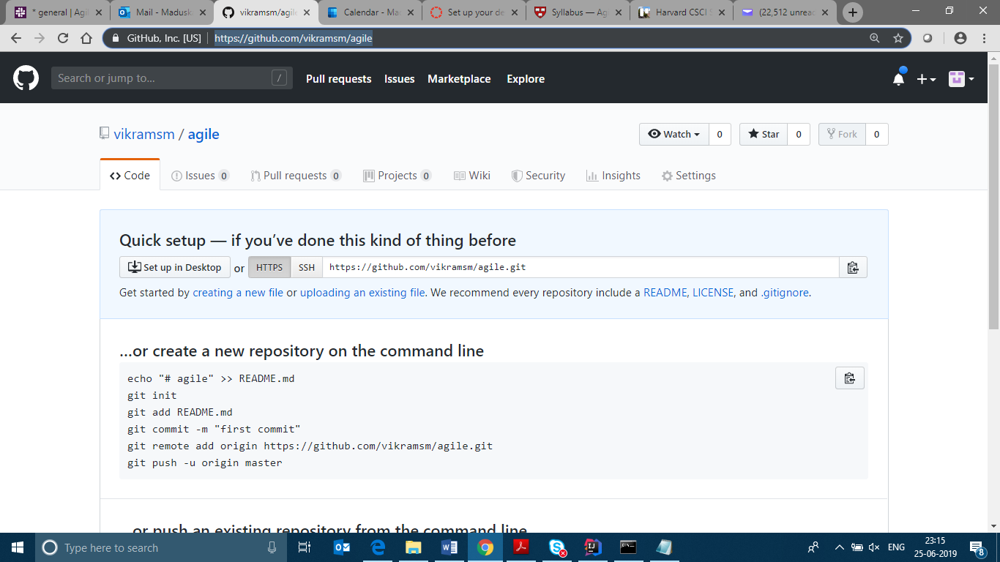 * general | Agil
Mail - Madusk
vikramsm/agile
Calendar - Ma
Set up your de
Syllabus — Ag
Harvard CSCI S
(22,512 unrea
GitHub, Inc. [US]
https://github.com/vikramsm/agile
Search or jump to...
/
Pull requests
Issues
Marketplace
Explore
vikramsm / agile
Watch 0
Star 0
Fork 0
Code
Issues 0
Pull requests 0
Projects 0
Wiki
Security
Insights
Settings
Quick setup — if you’ve done this kind of thing before
Set up in Desktop or HTTPS SSH https://github.com/vikramsm/agile.git
Get started by creating a new file or uploading an existing file. We recommend every repository include a README, LICENSE, and .gitignore.
…or create a new repository on the command line
echo "# agile" >> README.md
git init
git add README.md
git commit -m "first commit"
git remote add origin https://github.com/vikramsm/agile.git
git push -u origin master
…or push an existing repository from the command line
Type here to search
ENG
23:15
25-06-2019
8